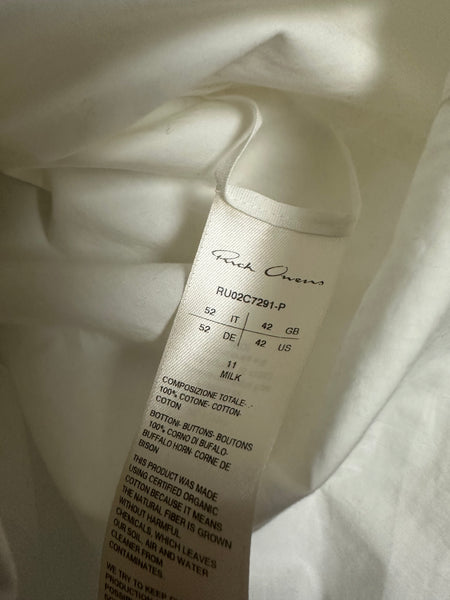 Rick Owens
RU02C7291-P
52 IT 42 GB
52 DE 42 US
11
MILK
COMPOSIZIONE TOTALE-
100% COTONE- COTTON-
COTON
BOTTONI- BUTTONS- BOUTONS
100% CORNO DI BUFALO-
BUFFALO HORN- CORNE DE
BISON
THIS PRODUCT WAS MADE
USING CERTIFIED ORGANIC
COTTON BECAUSE IT MEANS
THE NATURAL FIBER IS GROWN
WITHOUT HARMFUL
CHEMICALS, WHICH LEAVES
OUR SOIL, AIR AND WATER
CLEANER FROM
CONTAMINATES.
WE TRY TO KEEP
PRODUCTION
POSSIBLE